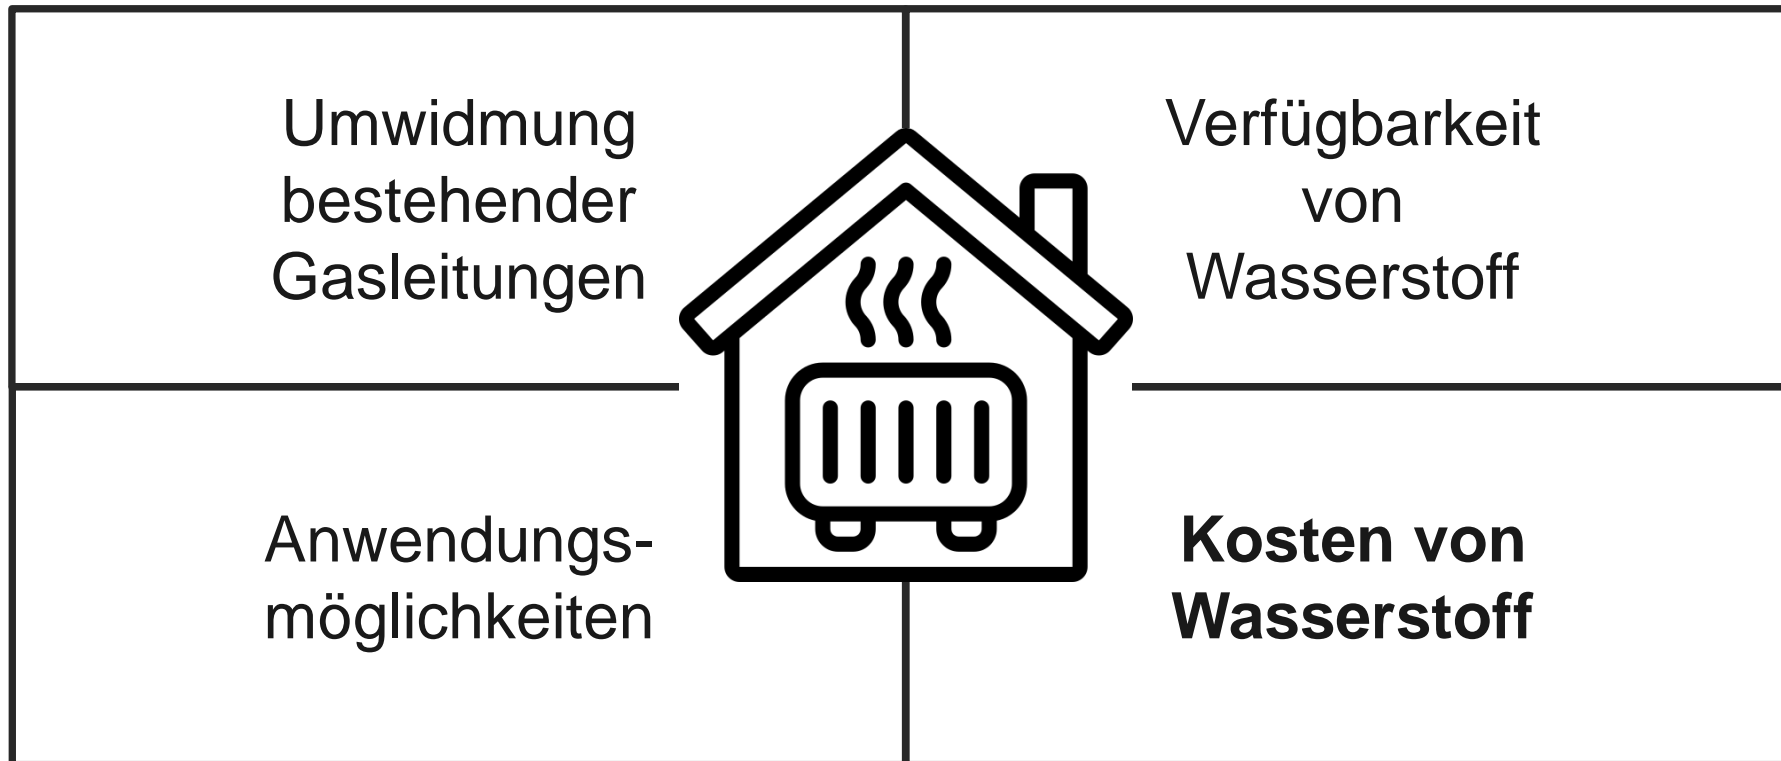 Umwidmung
bestehender
Gasleitungen
Verfügbarkeit
von
Wasserstoff
Anwendungs-
möglichkeiten
Kosten von
Wasserstoff